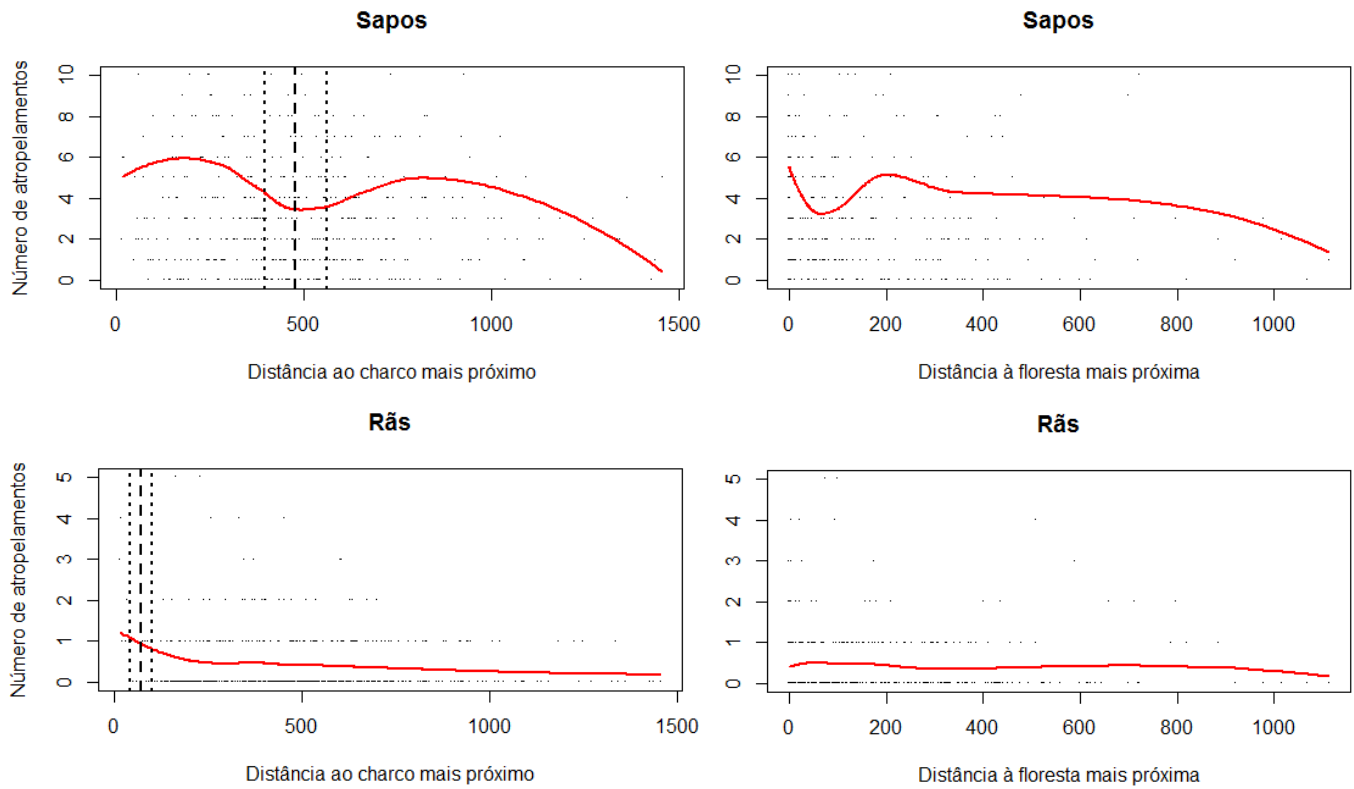 Sapos
Número de atropelamentos
0 2 4 6 8 10
0 500 1000 1500
Distância ao charco mais próximo
Sapos
0 2 4 6 8 10
0 200 400 600 800 1000
Distância à floresta mais próxima
Rãs
Número de atropelamentos
0 1 2 3 4 5
0 500 1000 1500
Distância ao charco mais próximo
Rãs
0 1 2 3 4 5
0 200 400 600 800 1000
Distância à floresta mais próxima